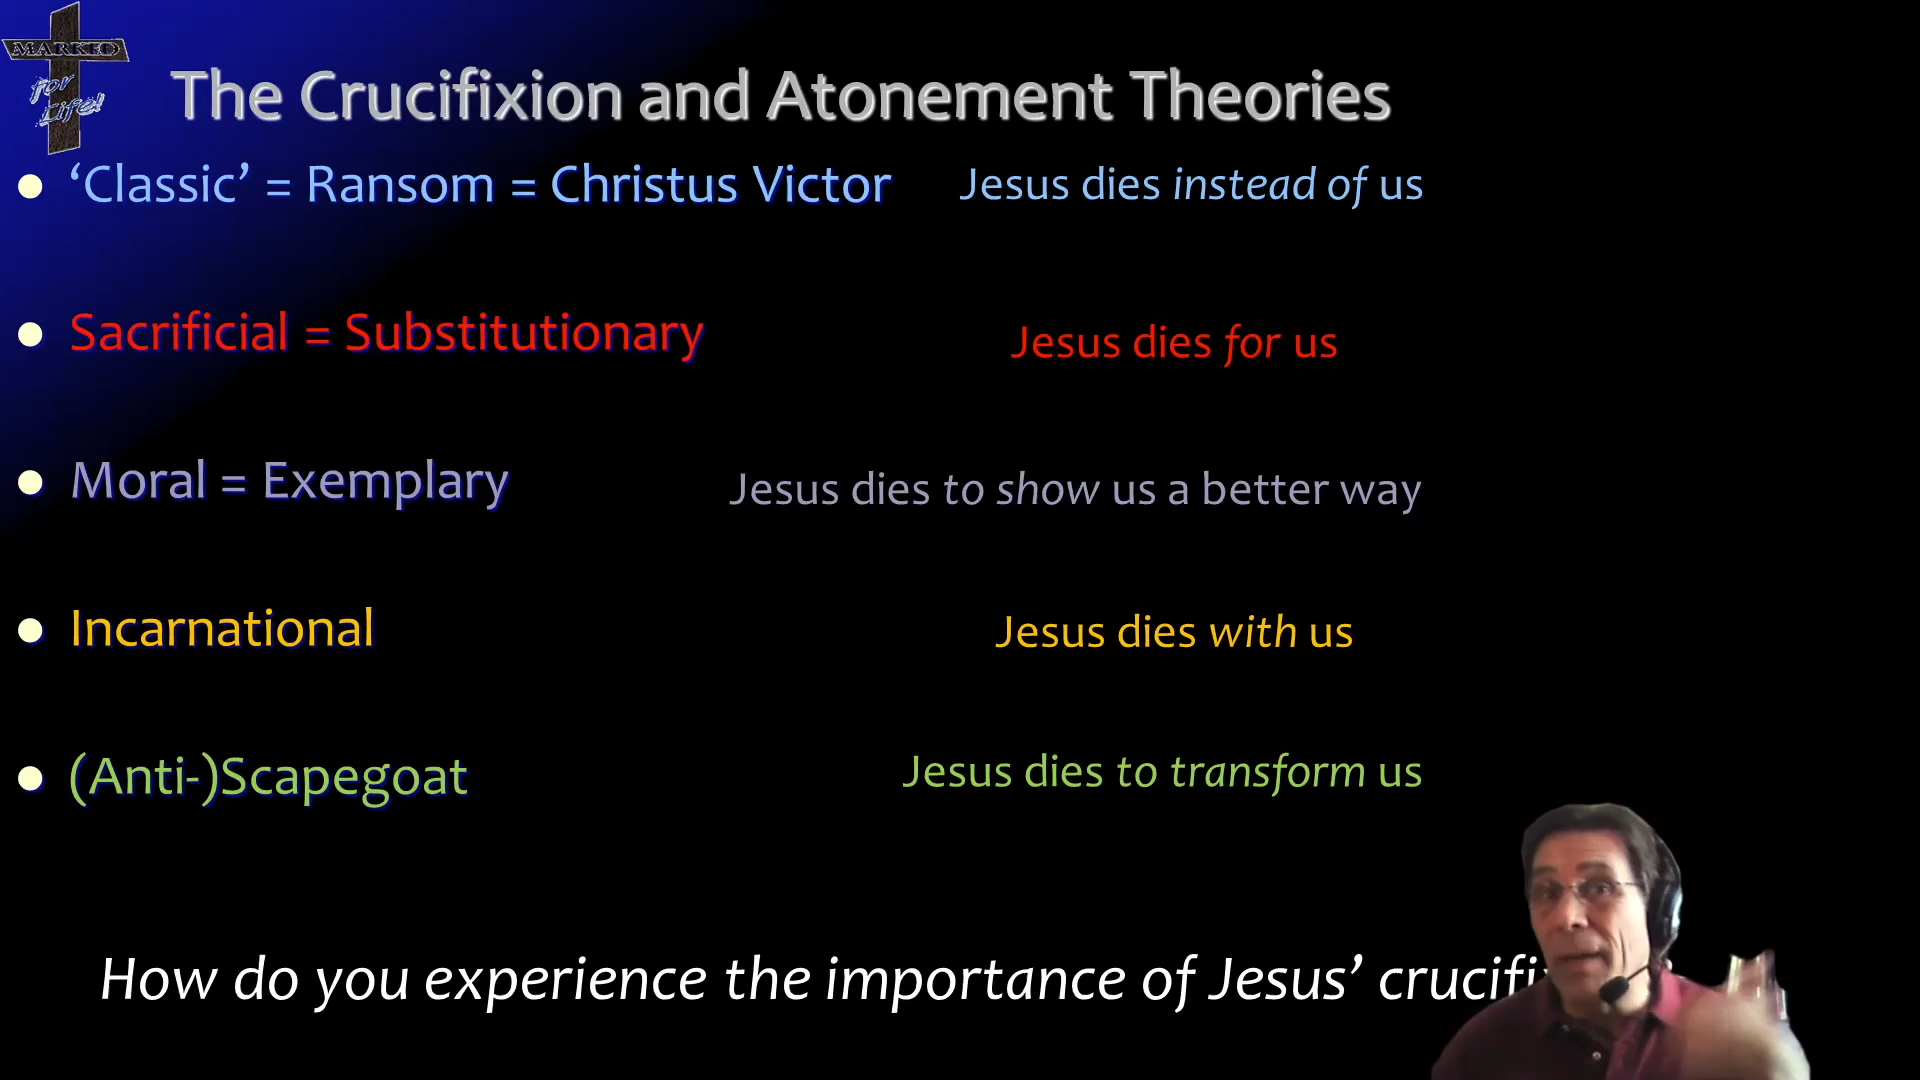 MARKED
for
Life!
The Crucifixion and Atonement Theories
‘Classic’ = Ransom = Christus Victor Jesus dies instead of us
Sacrificial = Substitutionary Jesus dies for us
Moral = Exemplary Jesus dies to show us a better way
Incarnational Jesus dies with us
(Anti-)Scapegoat Jesus dies to transform us
How do you experience the importance of Jesus’